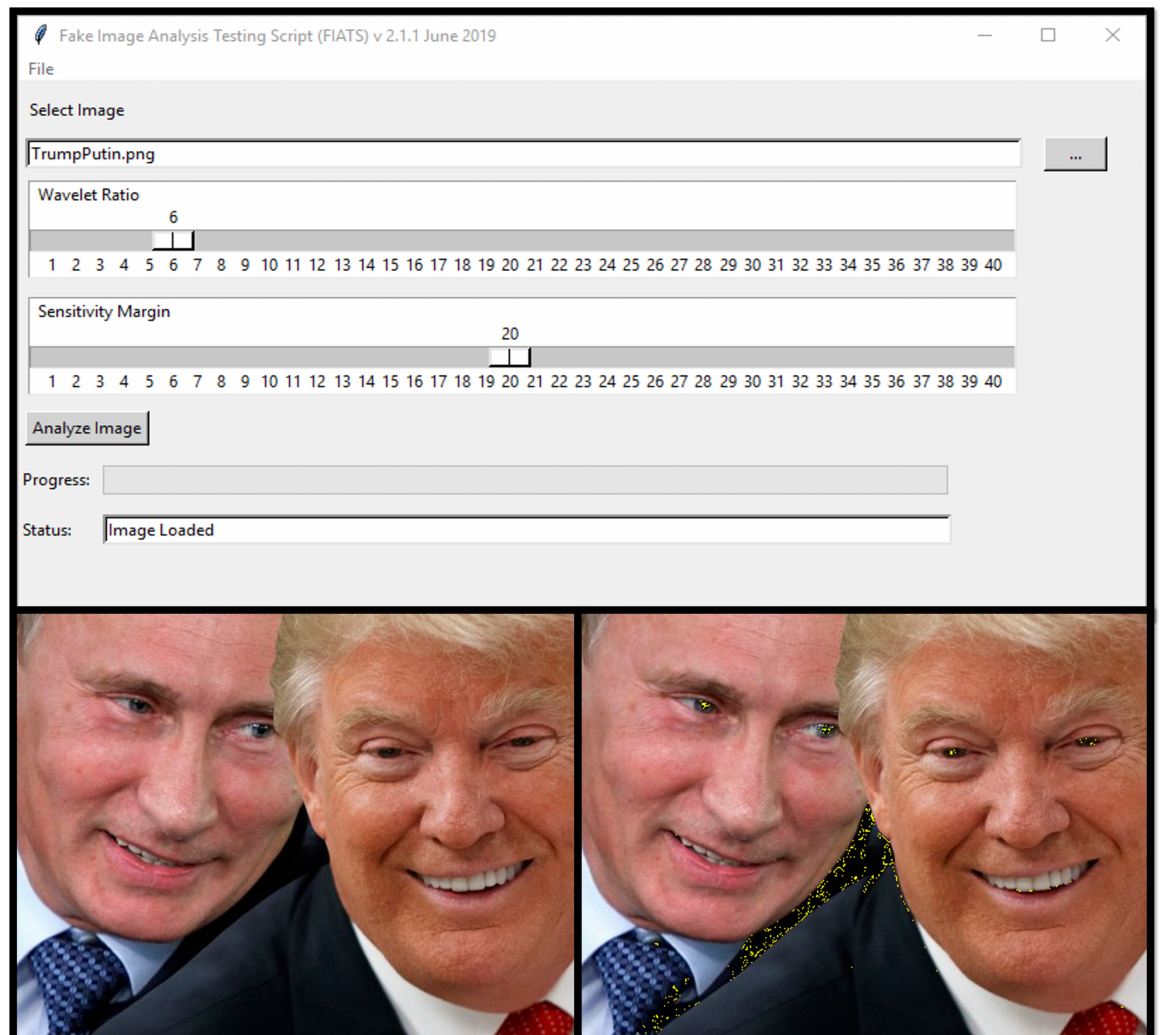 Fake Image Analysis Testing Script (FIATS) v 2.1.1 June 2019
File
Select Image
TrumpPutin.png
...
Wavelet Ratio
6
1 2 3 4 5 6 7 8 9 10 11 12 13 14 15 16 17 18 19 20 21 22 23 24 25 26 27 28 29 30 31 32 33 34 35 36 37 38 39 40
Sensitivity Margin
20
1 2 3 4 5 6 7 8 9 10 11 12 13 14 15 16 17 18 19 20 21 22 23 24 25 26 27 28 29 30 31 32 33 34 35 36 37 38 39 40
Analyze Image
Progress:
Status: Image Loaded